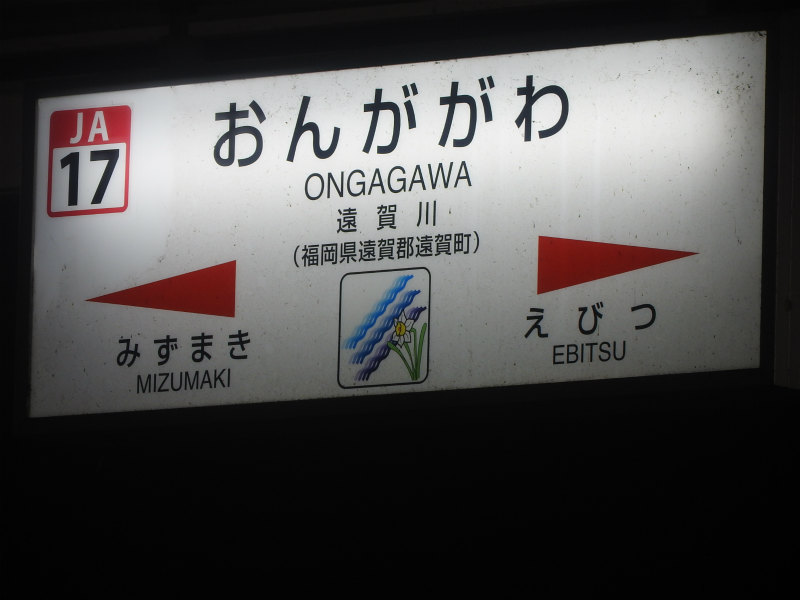 JA
17
おんががわ
ONGAGAWA
遠賀川
(福岡県遠賀郡遠賀町)
みずまき
MIZUMAKI
えびつ
EBITSU